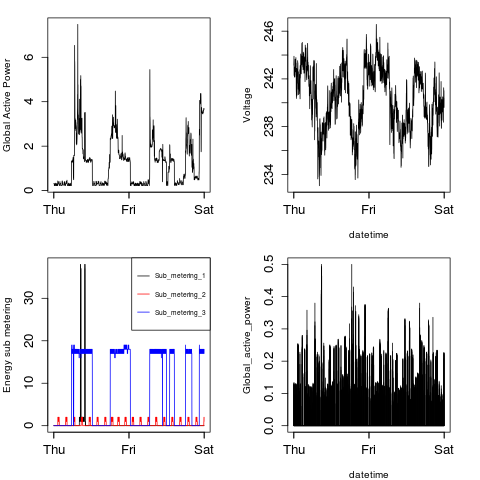 Global Active Power
0 2 4 6
Thu Fri Sat
Voltage
234 238 242 246
Thu Fri Sat
datetime
Energy sub metering
0 10 20 30
Sub_metering_1
Sub_metering_2
Sub_metering_3
Thu Fri Sat
Global_active_power
0.0 0.1 0.2 0.3 0.4 0.5
Thu Fri Sat
datetime